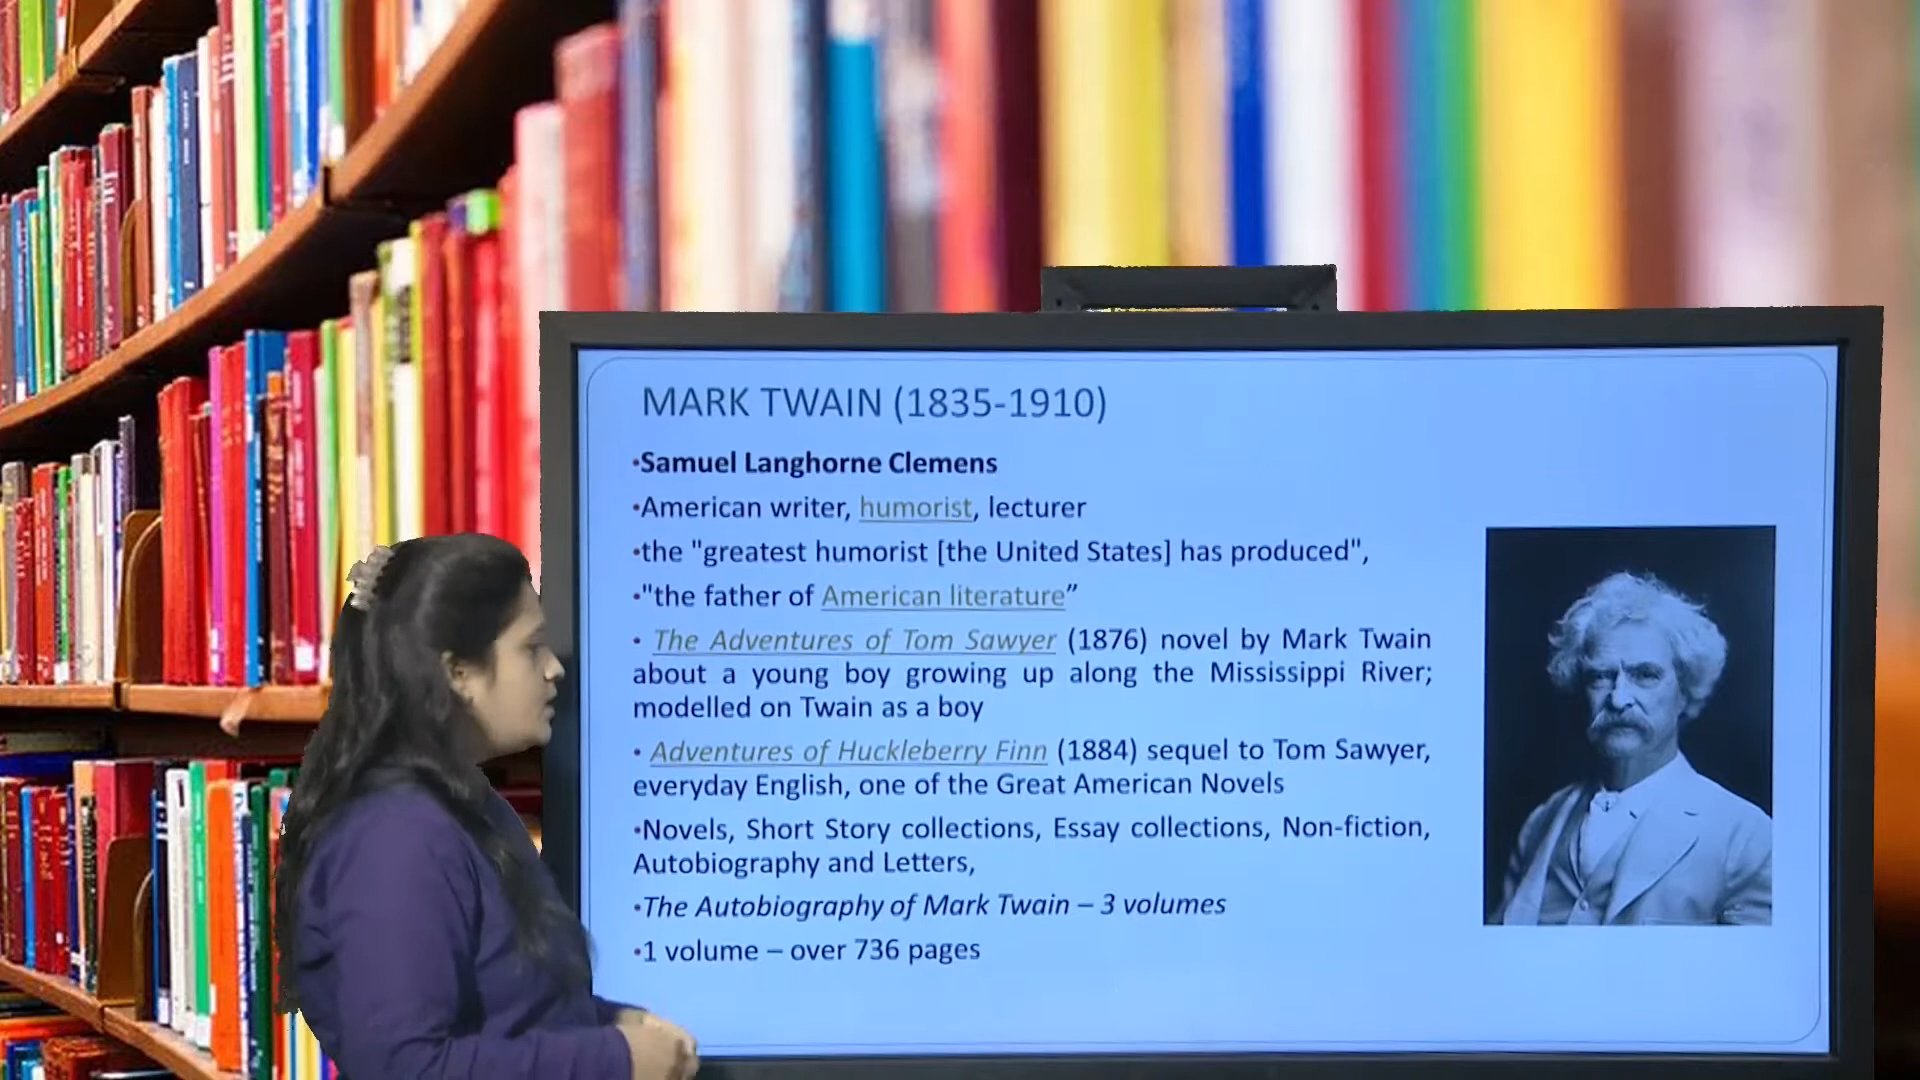 MARK TWAIN (1835-1910)
•Samuel Langhorne Clemens
•American writer, humorist, lecturer
•the "greatest humorist [the United States] has produced",
•"the father of American literature”
• The Adventures of Tom Sawyer (1876) novel by Mark Twain
about a young boy growing up along the Mississippi River;
modelled on Twain as a boy
• Adventures of Huckleberry Finn (1884) sequel to Tom Sawyer,
everyday English, one of the Great American Novels
•Novels, Short Story collections, Essay collections, Non-fiction,
Autobiography and Letters,
•The Autobiography of Mark Twain – 3 volumes
•1 volume – over 736 pages